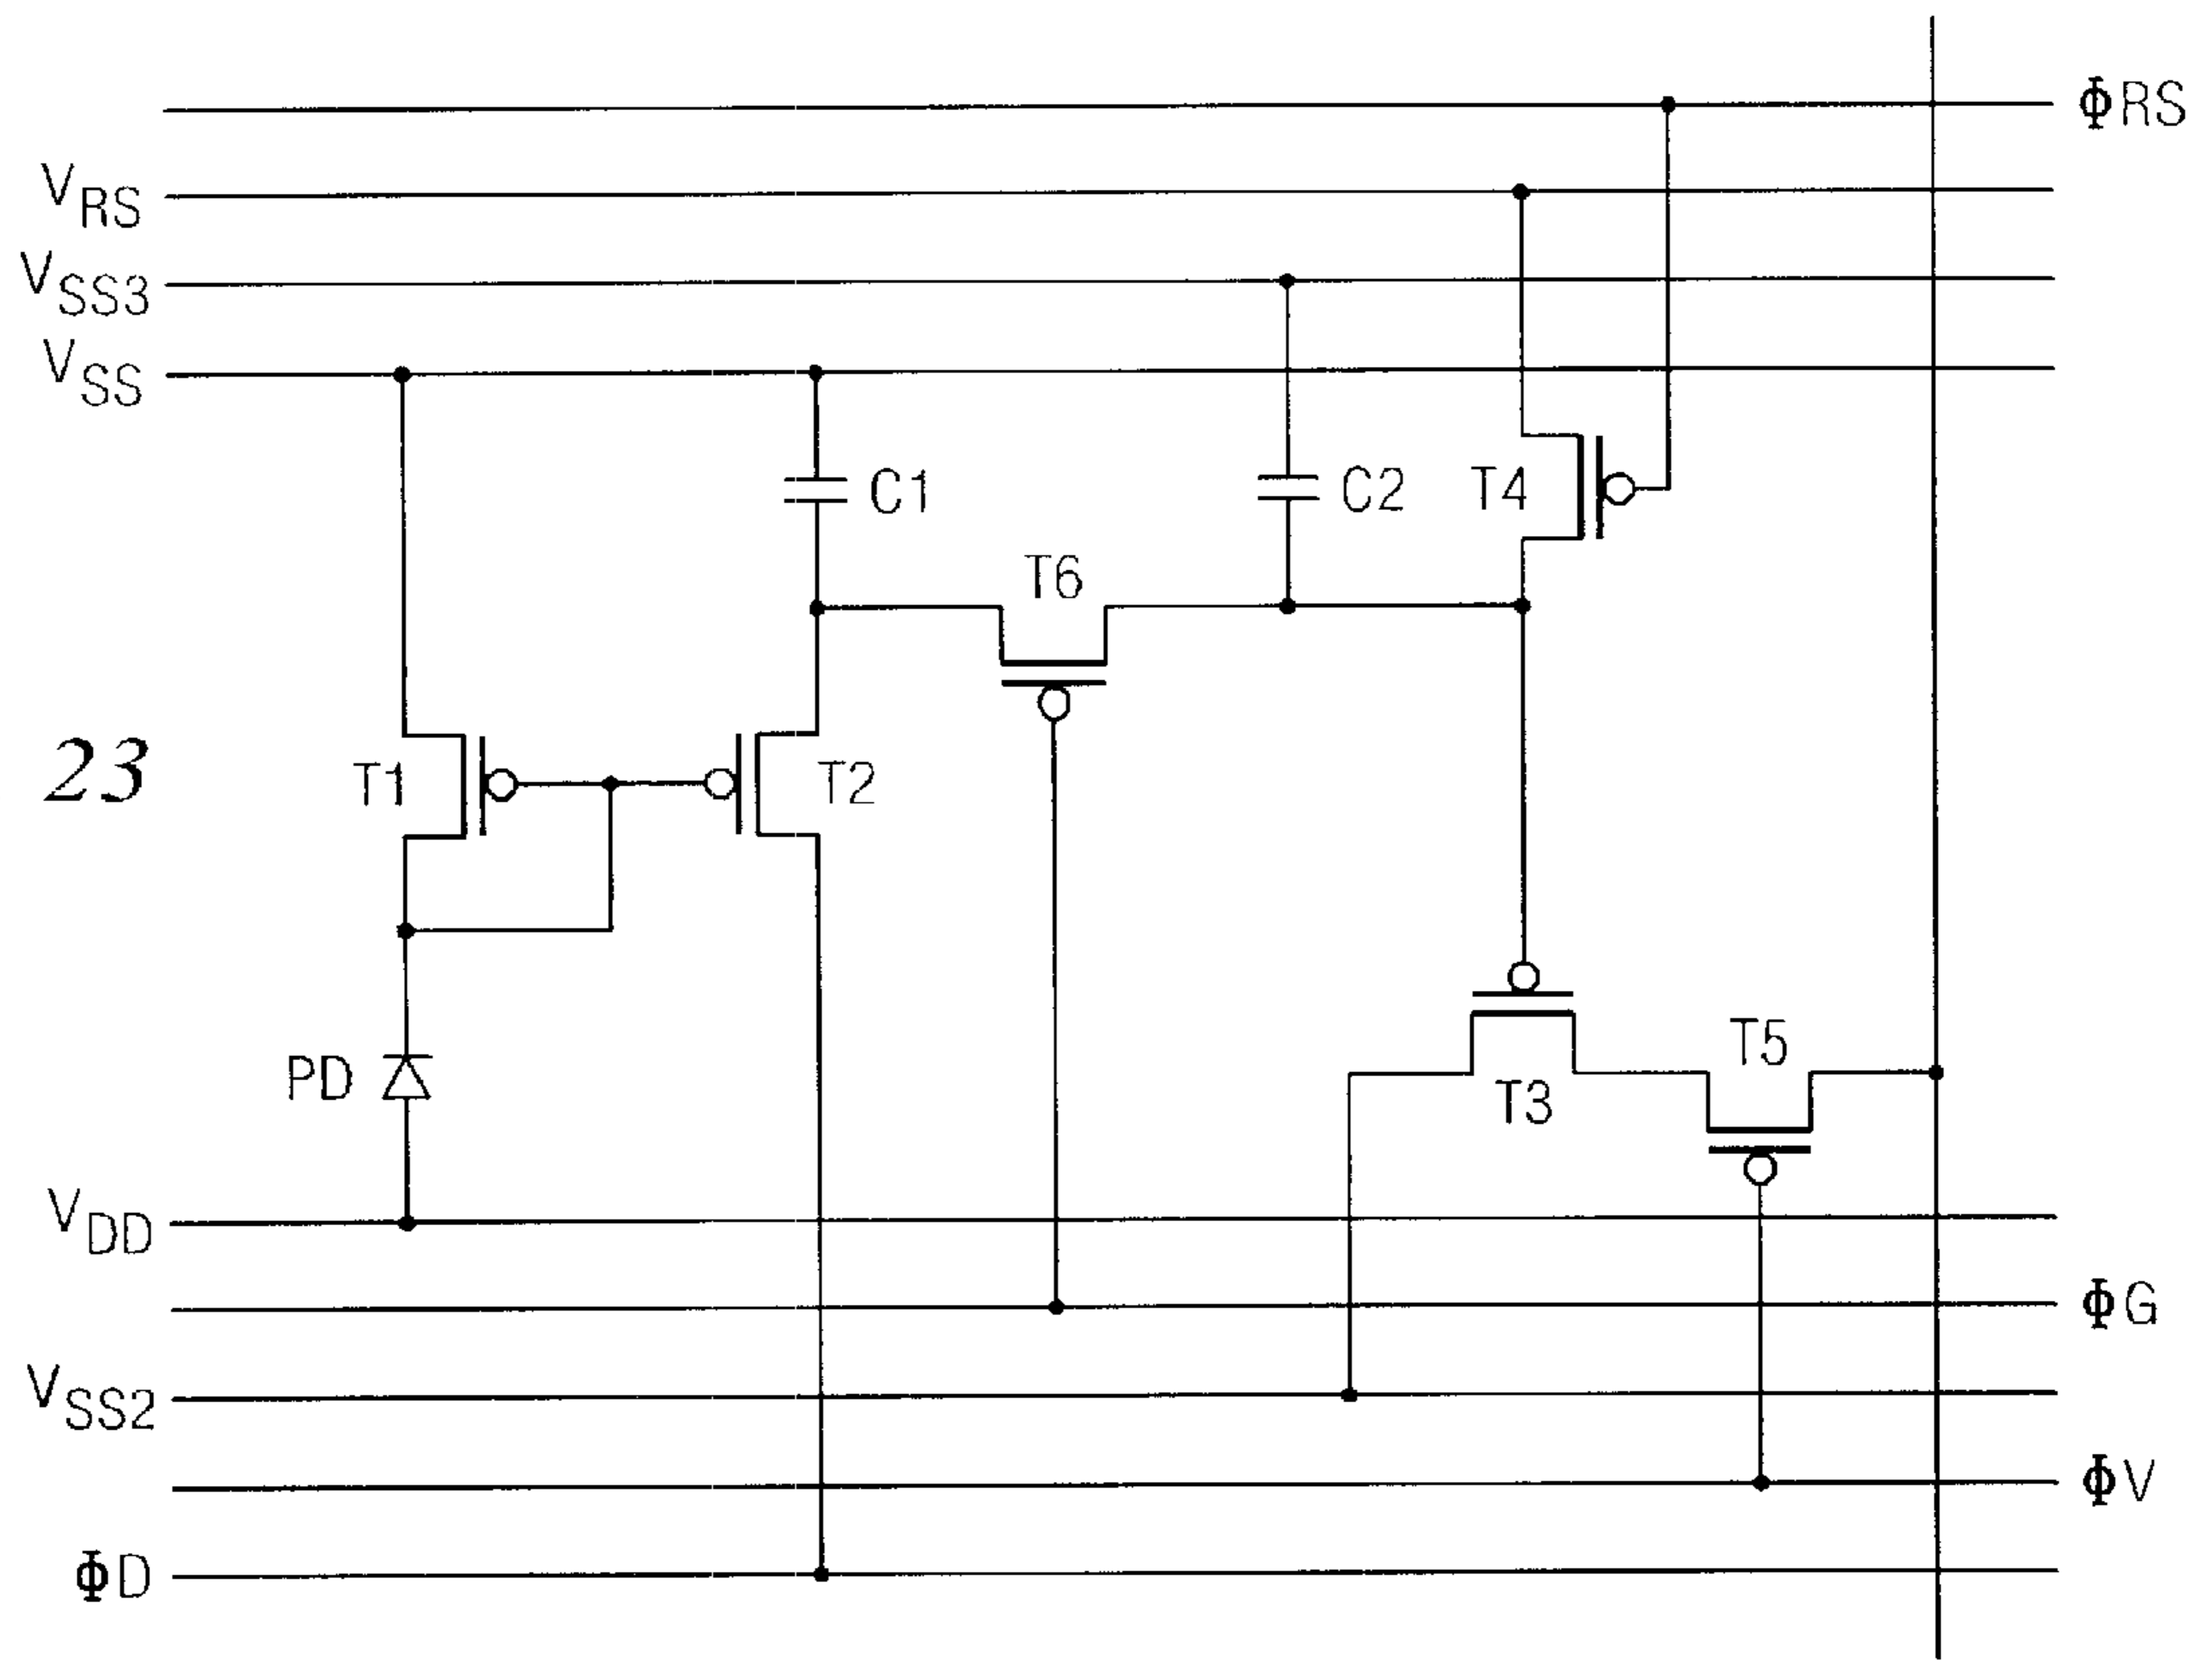 ΦRS
VRS
VSS3
VSS
C1
C2
T4
T6
23
T1
T2
PD
T3
T5
VDD
ΦG
VSS2
ΦV
ΦD